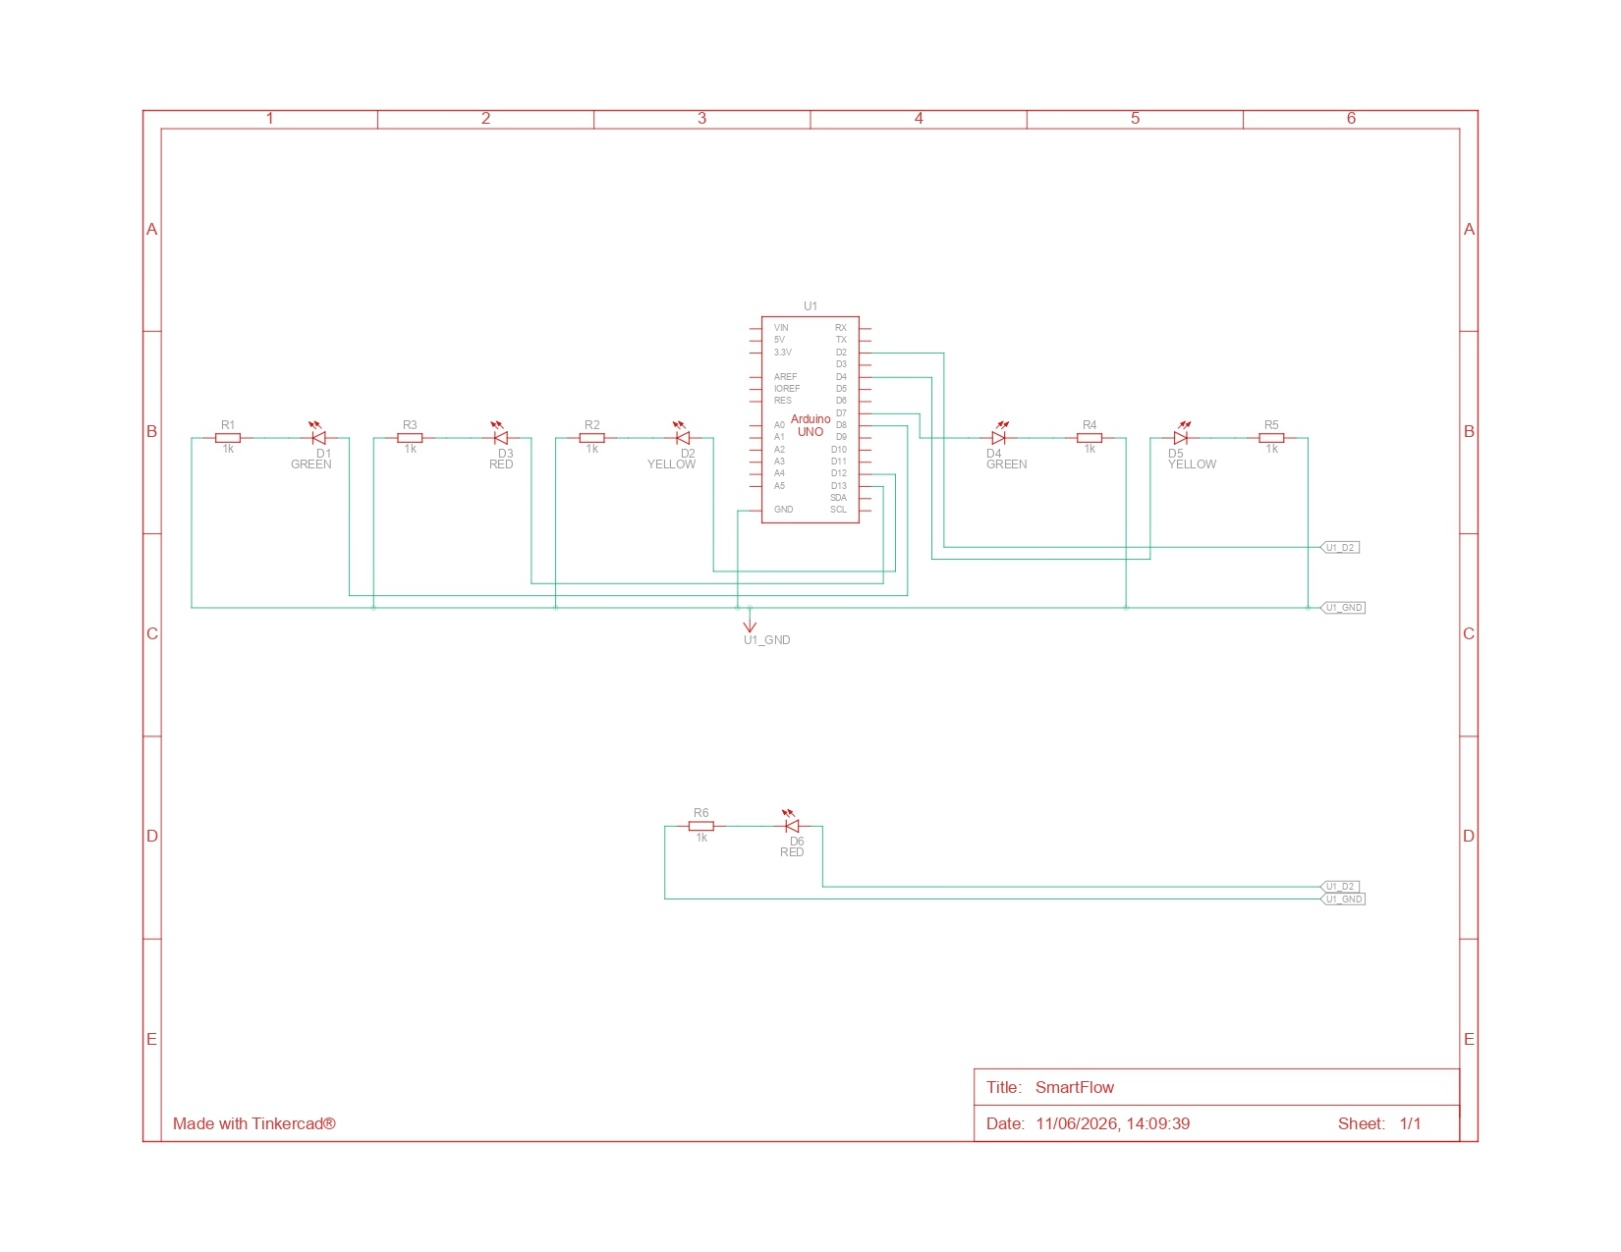 1 2 3 4 5 6
A A
U1
VIN RX
5V TX
3.3V D2
D3
AREF D4
IOREF D5
RES D6
D7
Arduino
UNO
A0 D8
A1 D9
A2 D10
A3 D11
A4 D12
A5 D13
SDA
GND SCL
B B
R1 R3 R2 R4 R5
1k 1k 1k 1k 1k
D1 D3 D2 D4 D5
GREEN RED YELLOW GREEN YELLOW
U1_D2
U1_GND
C C
U1_GND
R6
1k
D D
D6
RED
U1_D2
U1_GND
E E
Title: SmartFlow
Made with Tinkercad®
Date: 11/06/2026, 14:09:39 Sheet: 1/1